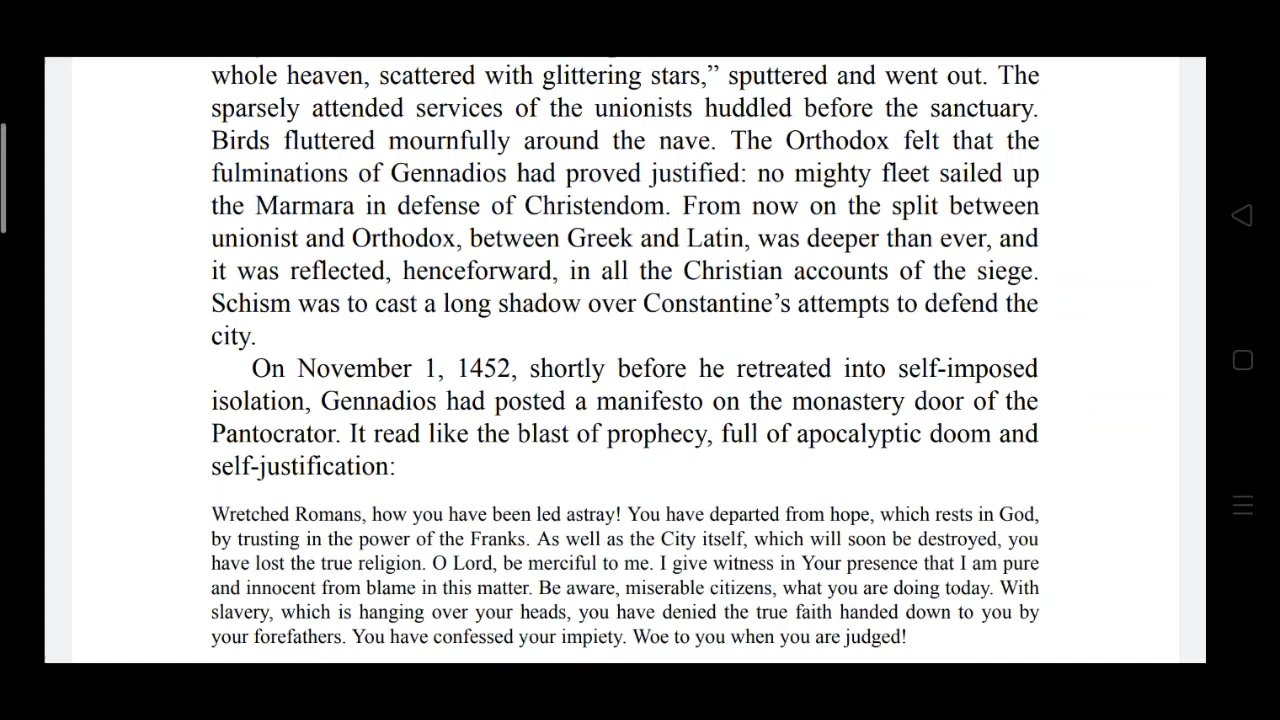 whole heaven, scattered with glittering stars,” sputtered and went out. The
sparsely attended services of the unionists huddled before the sanctuary.
Birds fluttered mournfully around the nave. The Orthodox felt that the
fulminations of Gennadios had proved justified: no mighty fleet sailed up
the Marmara in defense of Christendom. From now on the split between
unionist and Orthodox, between Greek and Latin, was deeper than ever, and
it was reflected, henceforward, in all the Christian accounts of the siege.
Schism was to cast a long shadow over Constantine’s attempts to defend the
city.
On November 1, 1452, shortly before he retreated into self-imposed
isolation, Gennadios had posted a manifesto on the monastery door of the
Pantocrator. It read like the blast of prophecy, full of apocalyptic doom and
self-justification:
Wretched Romans, how you have been led astray! You have departed from hope, which rests in God,
by trusting in the power of the Franks. As well as the City itself, which will soon be destroyed, you
have lost the true religion. O Lord, be merciful to me. I give witness in Your presence that I am pure
and innocent from blame in this matter. Be aware, miserable citizens, what you are doing today. With
slavery, which is hanging over your heads, you have denied the true faith handed down to you by
your forefathers. You have confessed your impiety. Woe to you when you are judged!